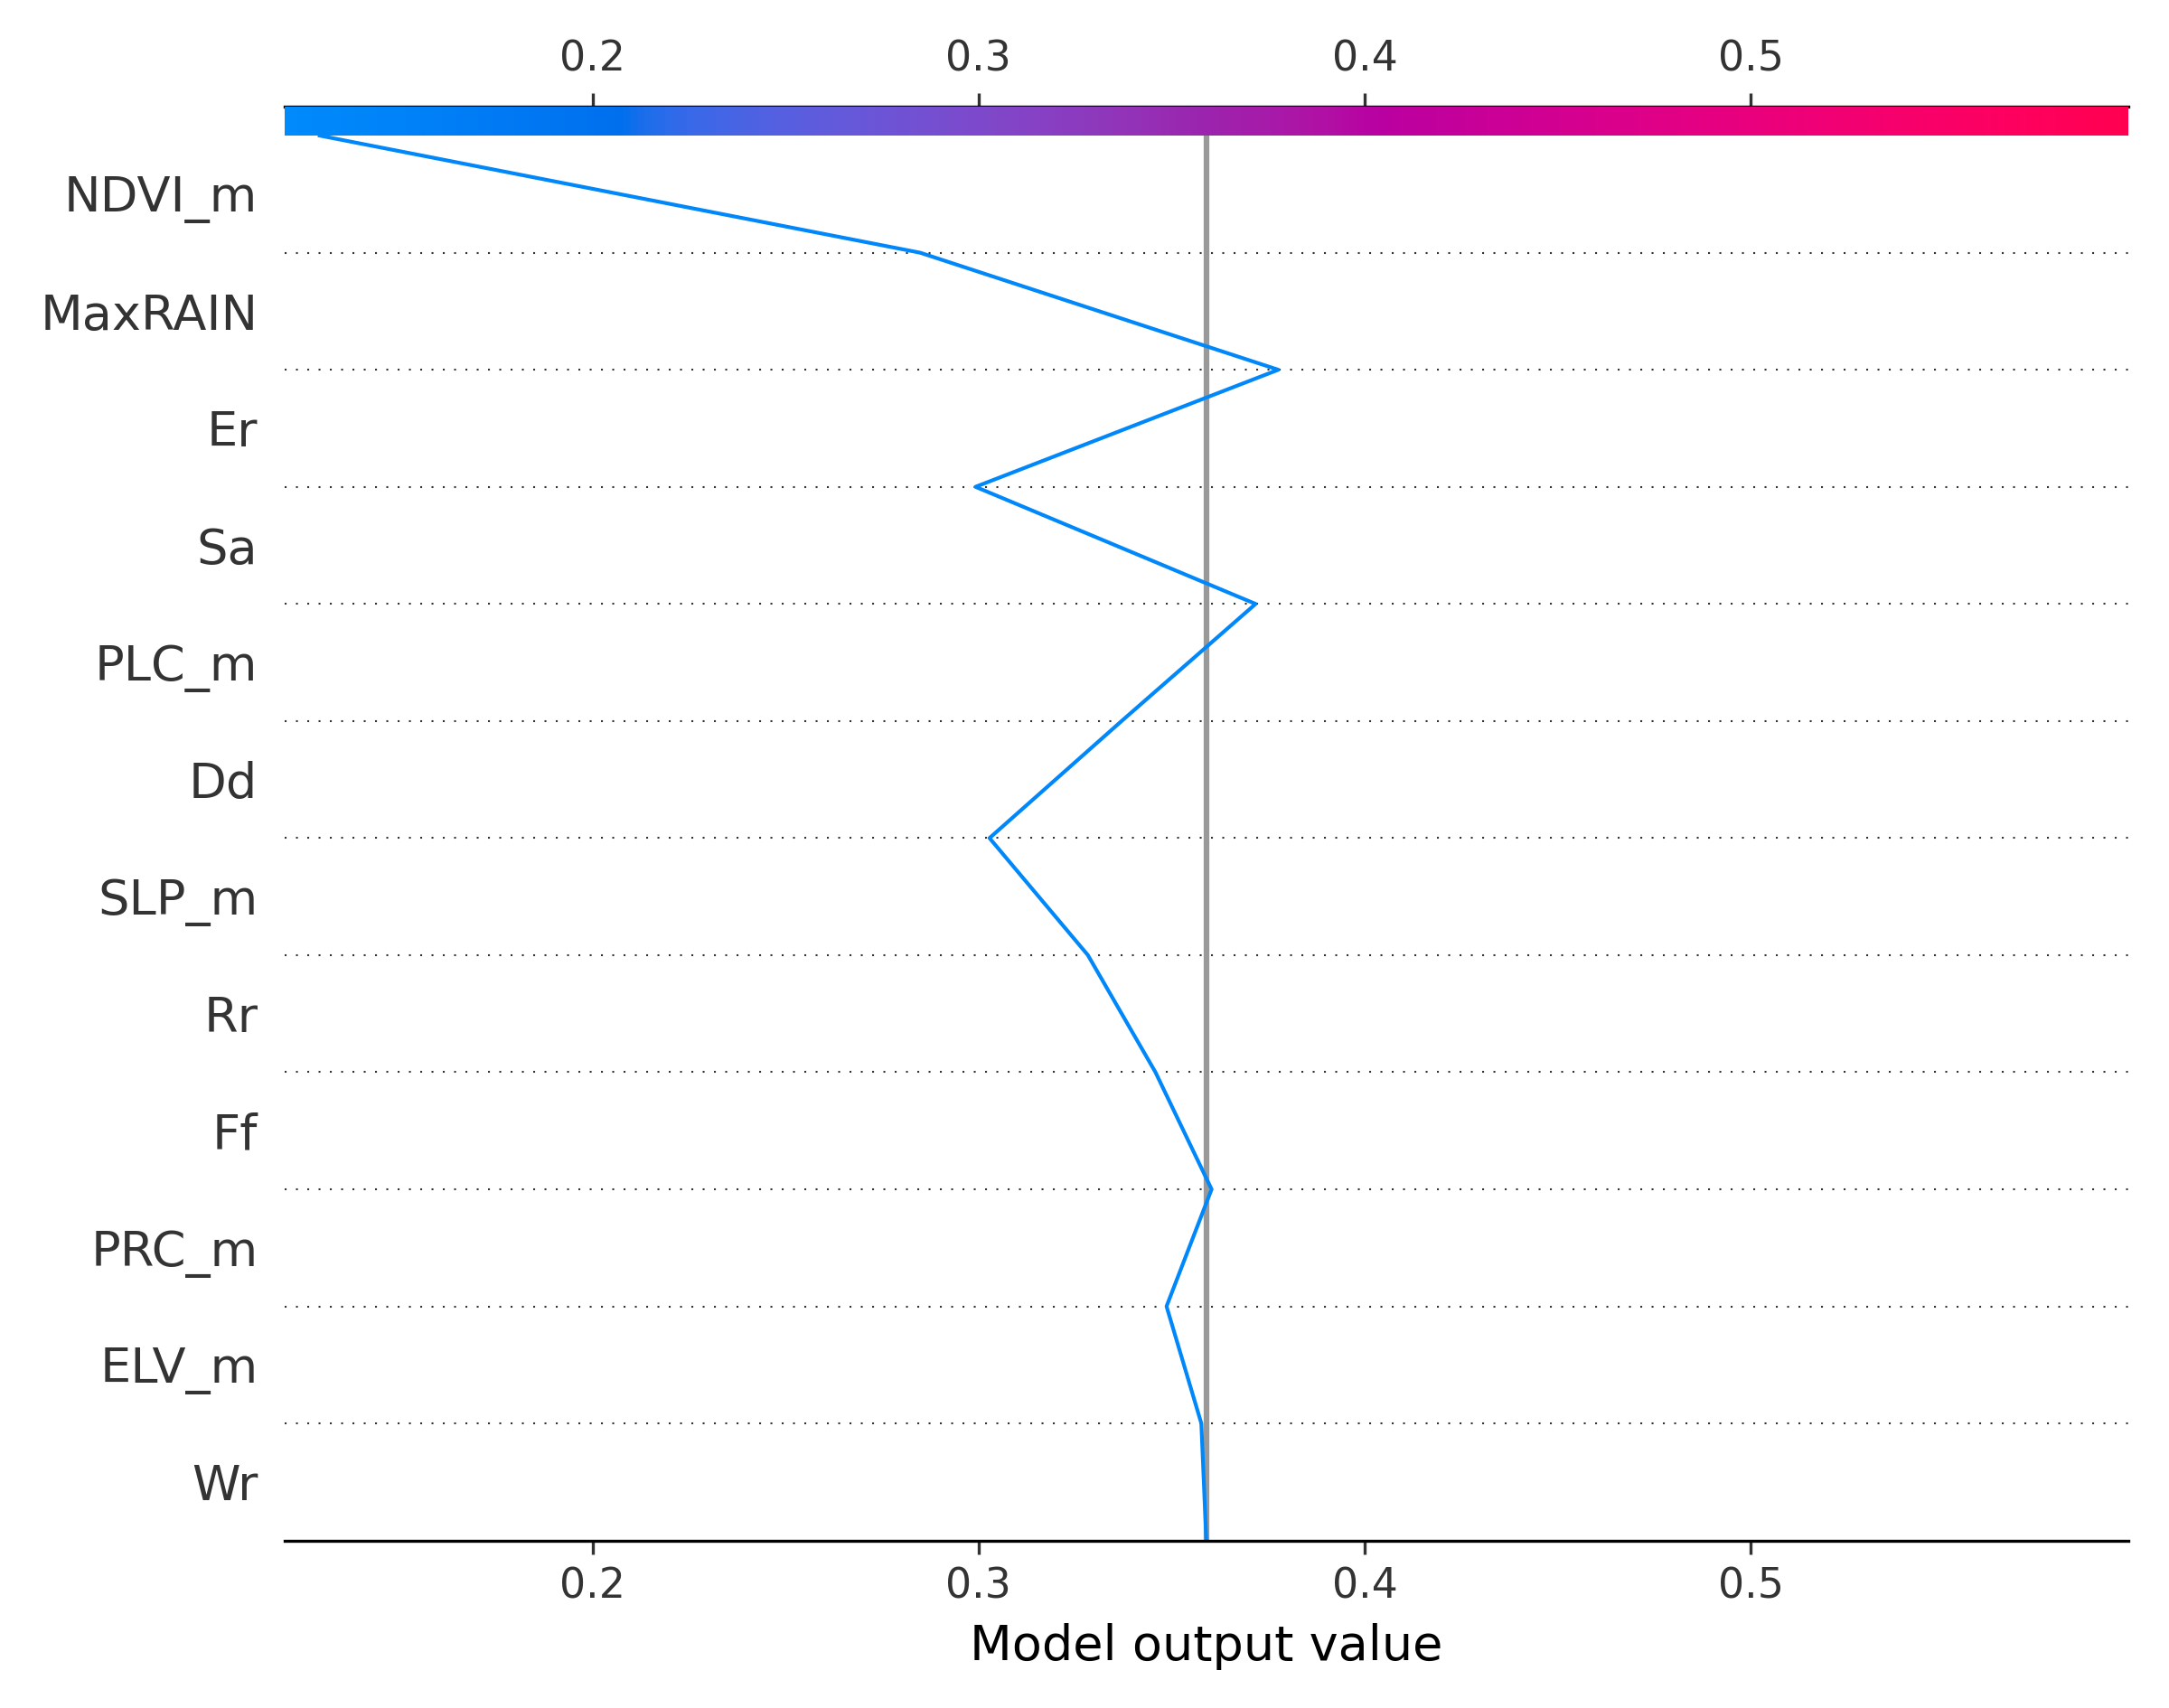 0.2 0.3 0.4 0.5
NDVI_m
MaxRAIN
Er
Sa
PLC_m
Dd
SLP_m
Rr
Ff
PRC_m
ELV_m
Wr
0.2 0.3 0.4 0.5
Model output value